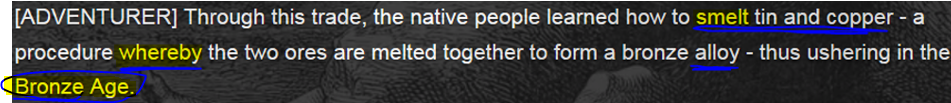 [ADVENTURER] Through this trade, the native people learned how to smelt tin and copper - a
procedure whereby the two ores are melted together to form a bronze alloy - thus ushering in the
Bronze Age.